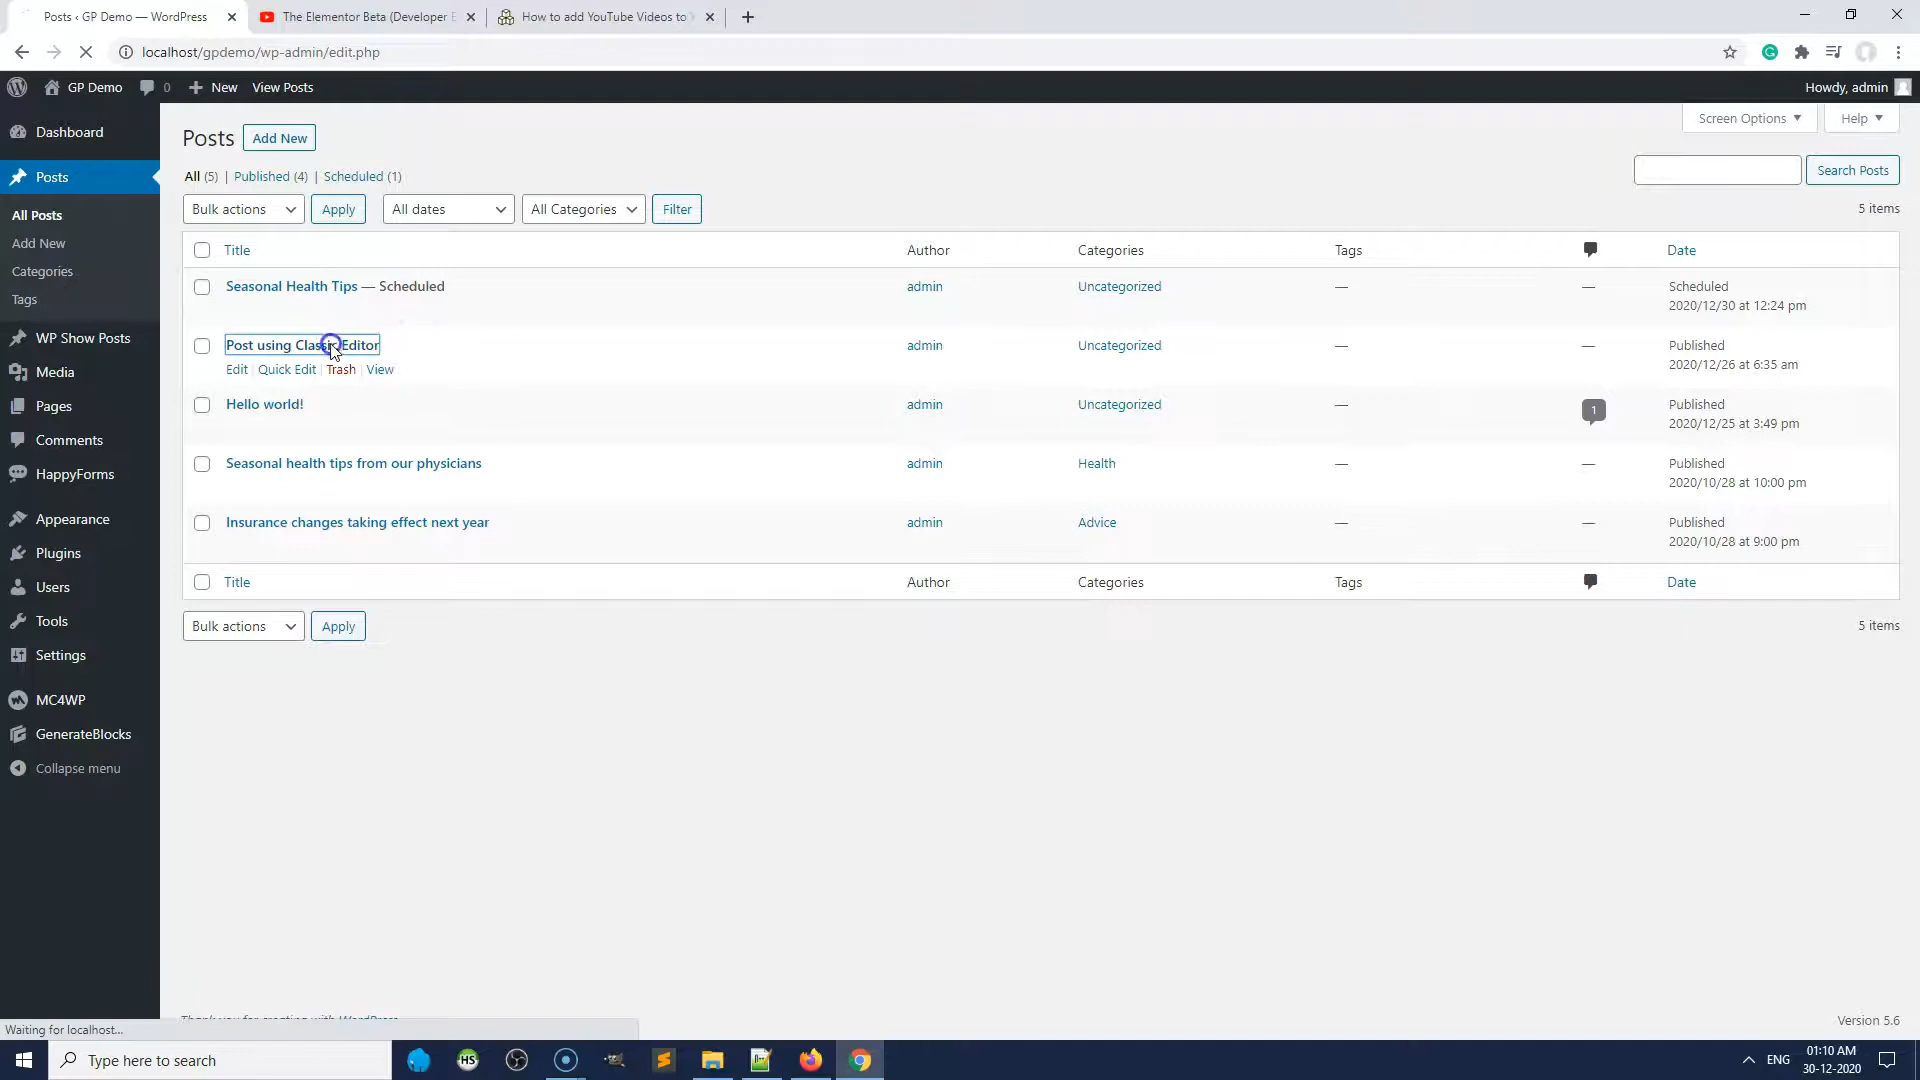 Posts ‹ GP Demo — WordPress
The Elementor Beta (Developer E
How to add YouTube Videos to
localhost/gpdemo/wp-admin/edit.php
GP Demo 0 New View Posts Howdy, admin
Screen Options Help
Dashboard
Posts
All Posts
Add New
Categories
Tags
WP Show Posts
Media
Pages
Comments
HappyForms
Appearance
Plugins
Users
Tools
Settings
MC4WP
GenerateBlocks
Collapse menu
Posts Add New
All (5) | Published (4) | Scheduled (1)
Search Posts
Bulk actions Apply All dates All Categories Filter 5 items
Title Author Categories Tags Date
Seasonal Health Tips — Scheduled admin Uncategorized — — Scheduled
2020/12/30 at 12:24 pm
Post using Classic Editor admin Uncategorized — — Published
Edit | Quick Edit | Trash | View 2020/12/26 at 6:35 am
Hello world! admin Uncategorized — 1 Published
2020/12/25 at 3:49 pm
Seasonal health tips from our physicians admin Health — — Published
2020/10/28 at 10:00 pm
Insurance changes taking effect next year admin Advice — — Published
2020/10/28 at 9:00 pm
Title Author Categories Tags Date
Bulk actions Apply 5 items
Thank you for creating with WordPress
Version 5.6
Waiting for localhost...
Type here to search
HS
ENG
01:10 AM
30-12-2020